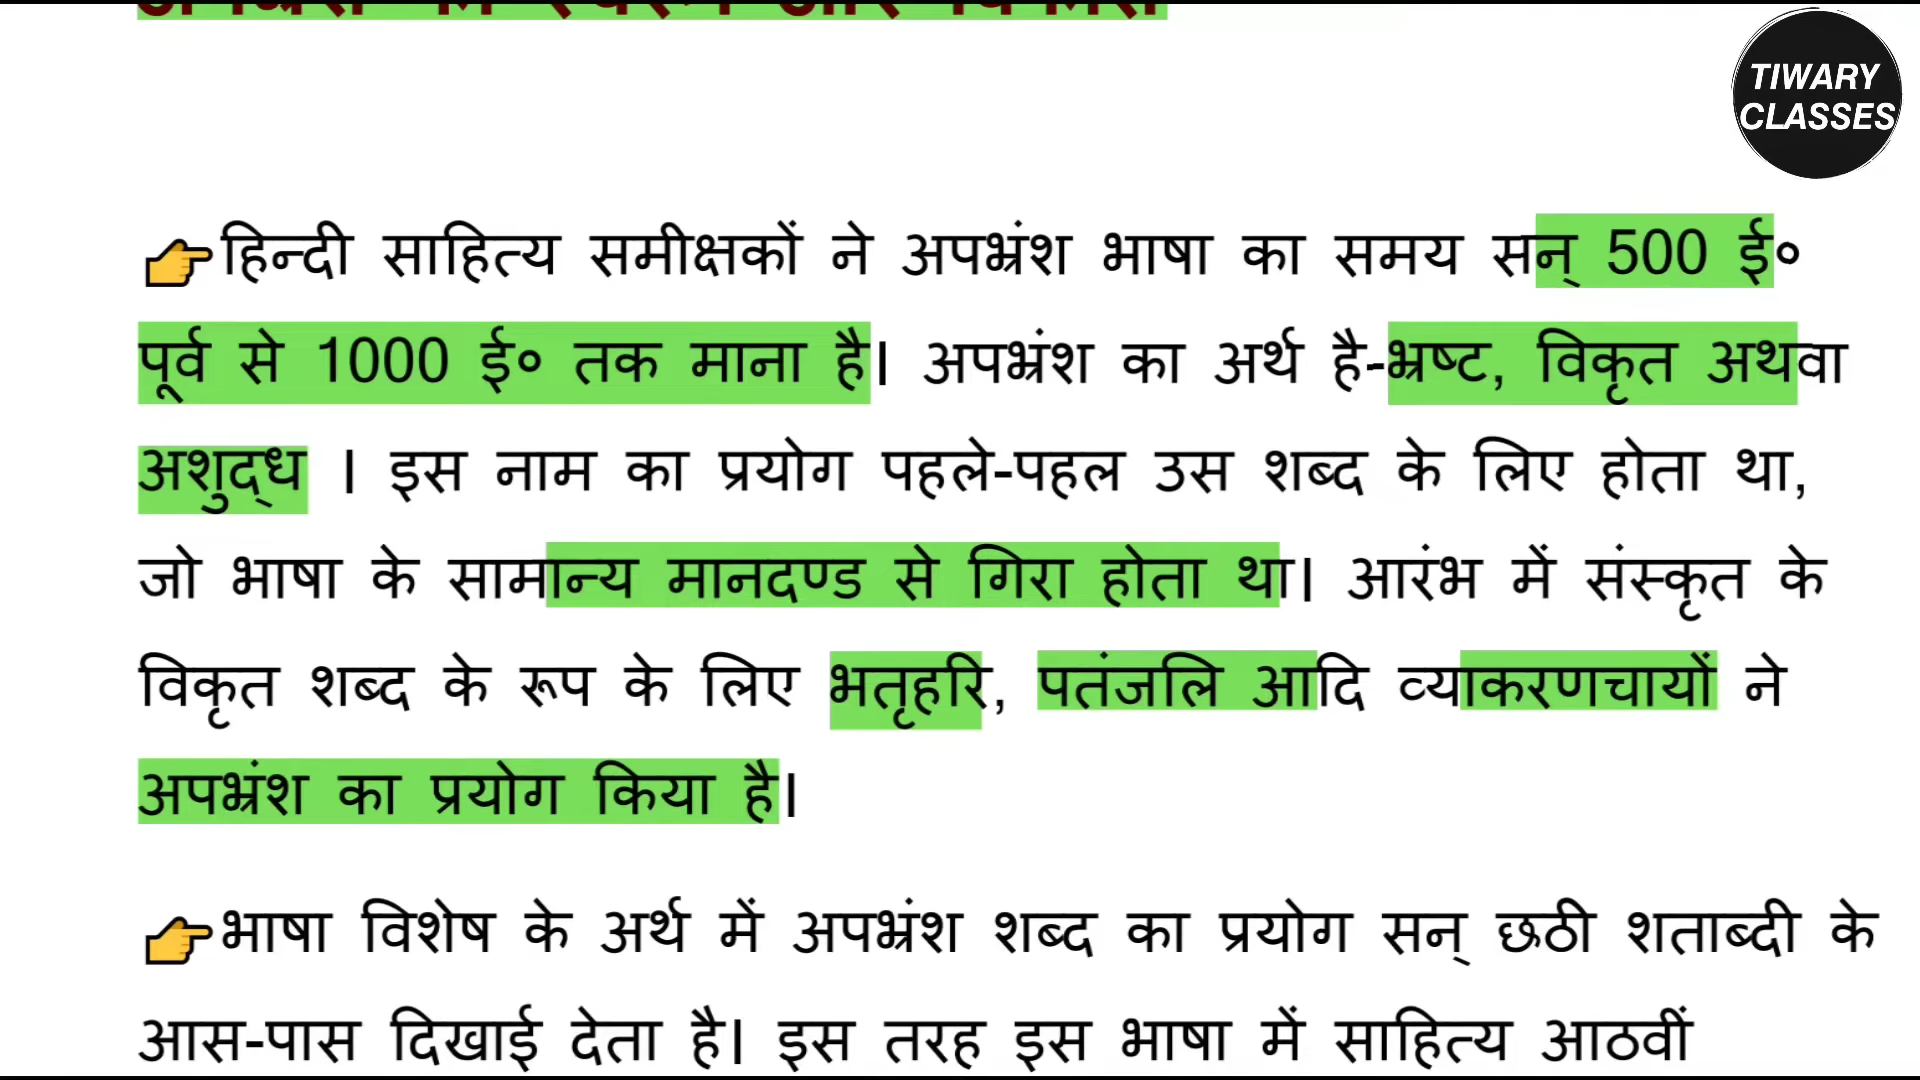 TIWARY
CLASSES
हिन्दी साहित्य समीक्षकों ने अपभ्रंश भाषा का समय सन् 500 ई०
पूर्व से 1000 ई० तक माना है। अपभ्रंश का अर्थ है-भ्रष्ट, विकृत अथवा
अशुद्ध । इस नाम का प्रयोग पहले-पहल उस शब्द के लिए होता था,
जो भाषा के सामान्य मानदण्ड से गिरा होता था। आरंभ में संस्कृत के
विकृत शब्द के रूप के लिए भतृहरि, पतंजलि आदि व्याकरणचायों ने
अपभ्रंश का प्रयोग किया है।
भाषा विशेष के अर्थ में अपभ्रंश शब्द का प्रयोग सन् छठी शताब्दी के
आस-पास दिखाई देता है। इस तरह इस भाषा में साहित्य आठवीं